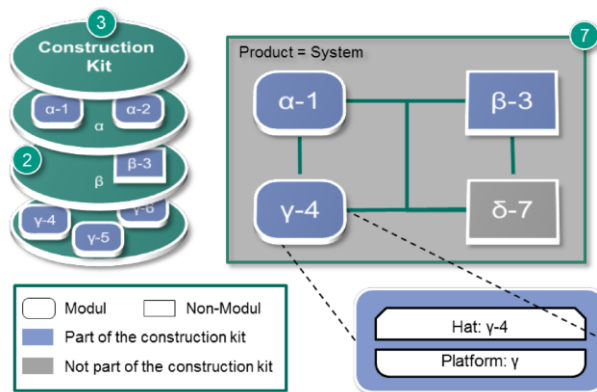 3
Construction
Kit
α-1
α-2
α
2
β-3
β
γ-4
γ-6
γ-5
7
Product = System
α-1
β-3
γ-4
δ-7
Modul
Non-Modul
Part of the construction kit
Not part of the construction kit
Hat: γ-4
Platform: γ